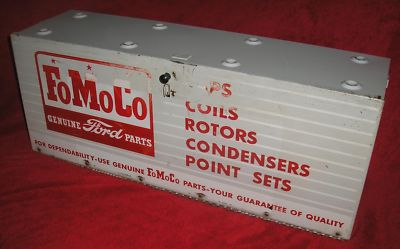 FoMoCo
GENUINE Ford PARTS
COILS
ROTORS
CONDENSERS
POINT SETS
FOR DEPENDABILITY-USE GENUINE FoMoCo PARTS-YOUR GUARANTEE OF QUALITY